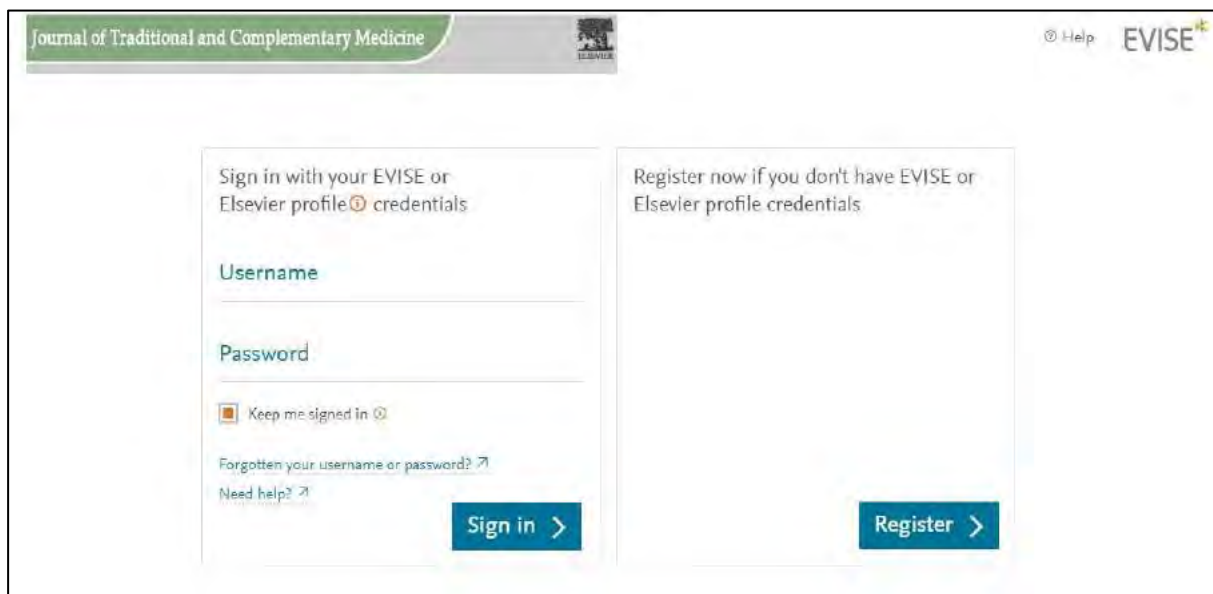 Journal of Traditional and Complementary Medicine
ELSEVIER
Help
EVISE
Sign in with your EVISE or
Elsevier profile credentials
Username
Password
Keep me signed in
Forgotten your username or password?
Need help?
Sign in
Register now if you don't have EVISE or
Elsevier profile credentials
Register